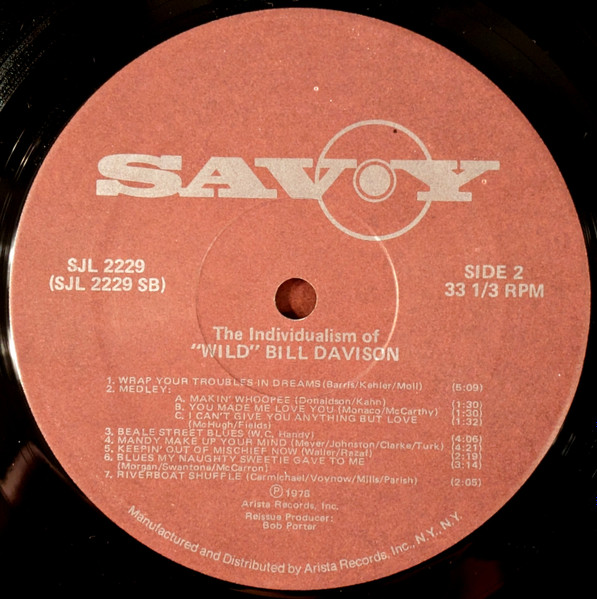 SAVOY
SJL 2229
(SJL 2229 SB)
SIDE 2
33 1/3 RPM
The Individualism of
"WILD" BILL DAVISON
1. WRAP YOUR TROUBLES IN DREAMS (Barris/Kehler/Moll) (5:09)
2. MEDLEY:
A. MAKIN' WHOOPEE (Donaldson/Kahn) (1:30)
B. YOU MADE ME LOVE YOU (Monaco/McCarthy) (1:30)
C. I CAN'T GIVE YOU ANYTHING BUT LOVE (1:32)
(McHugh/Fields)
3. BEALE STREET BLUES (W.C. Handy) (4:06)
4. MANDY MAKE UP YOUR MIND (Meyer/Johnston/Clarke/Turk) (4:21)
5. KEEPIN' OUT OF MISCHIEF NOW (Waller/Razaf) (2:19)
6. BLUES MY NAUGHTY SWEETIE GAVE TO ME (3:14)
(Morgan/Swantone/McCarron)
7. RIVERBOAT SHUFFLE (Carmichael/Voynow/Mills/Parish) (2:05)
Ⓟ 1978
Arista Records, Inc.
Reissue Producer:
Bob Porter
Manufactured and Distributed by Arista Records, Inc., N.Y., N.Y.